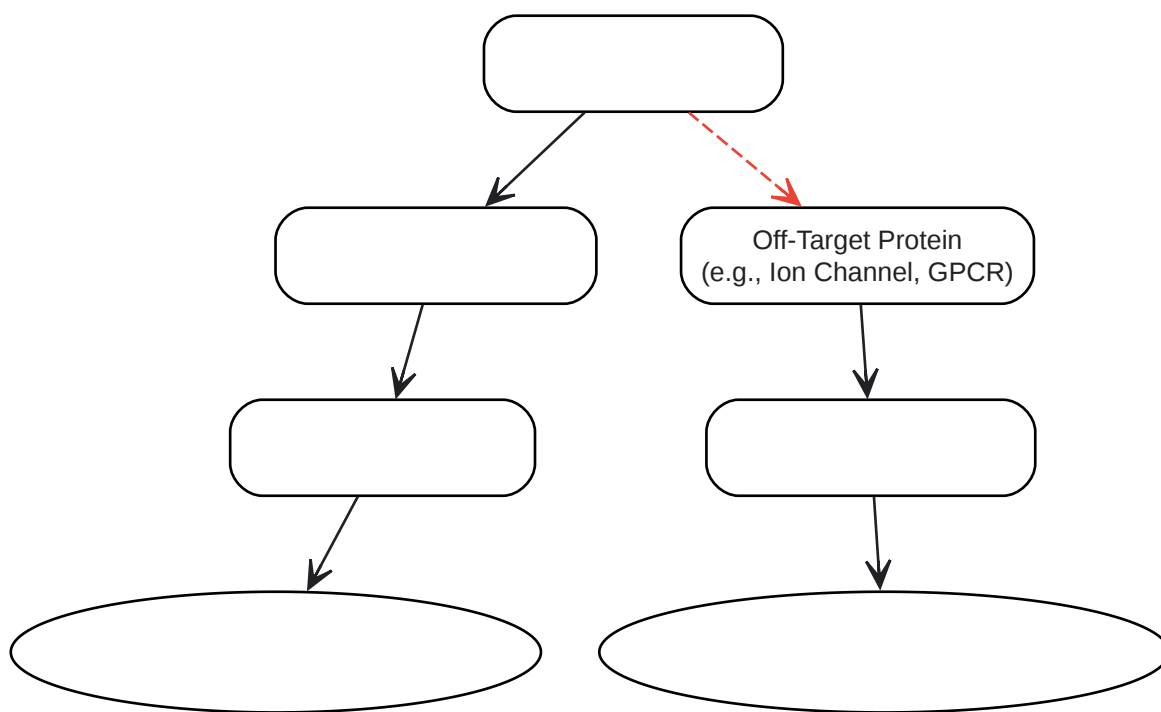 Off-Target Protein
(e.g., Ion Channel, GPCR)